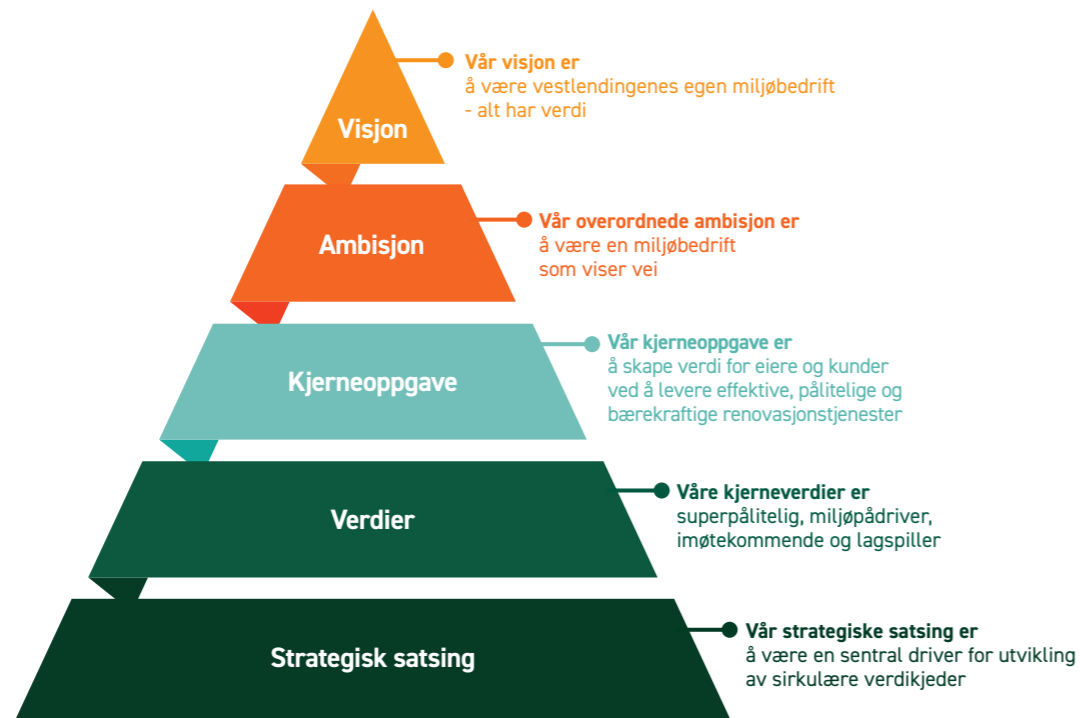 Vår visjon er
å være vestlendingenes egen miljøbedrift
- alt har verdi
Visjon
Vår overordnede ambisjon er
å være en miljøbedrift
som viser vei
Ambisjon
Vår kjerneoppgave er
å skape verdi for eiere og kunder
ved å levere effektive, pålitelige og
bærekraftige renovasjonstjenester
Kjerneoppgave
Våre kjerneverdier er
superpålitelig, miljøpådriver,
imøtekommende og lagspiller
Verdier
Vår strategiske satsing er
å være en sentral driver for utvikling
av sirkulære verdikjeder
Strategisk satsing